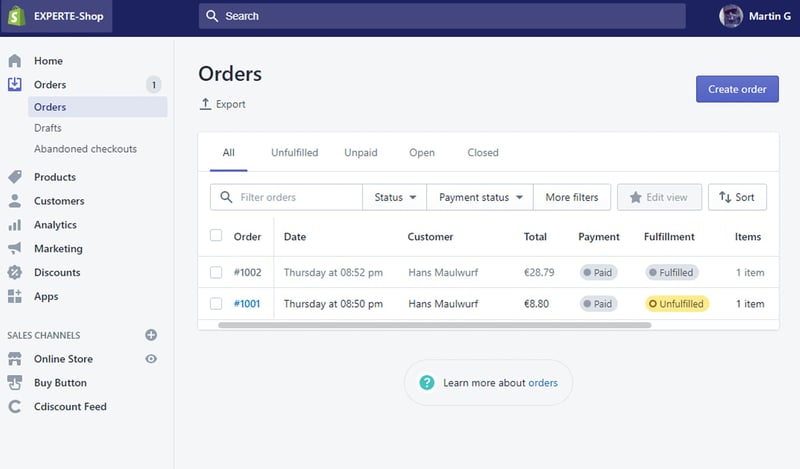 EXPERTE-Shop
Search
Martin G
Home
Orders
1
Orders
Drafts
Abandoned checkouts
Products
Customers
Analytics
Marketing
Discounts
Apps
SALES CHANNELS
Online Store
Buy Button
Cdiscount Feed
Orders
Export
Create order
All Unfulfilled Unpaid Open Closed
Filter orders Status Payment status More filters Edit view Sort
Order Date Customer Total Payment Fulfillment Items
#1002 Thursday at 08:52 pm Hans Maulwurf €28.79 Paid Fulfilled 1 item
#1001 Thursday at 08:50 pm Hans Maulwurf €8.80 Paid Unfulfilled 1 item
? Learn more about orders